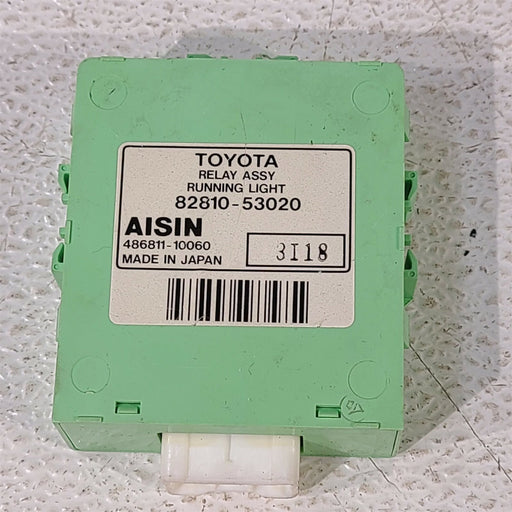 TOYOTA
RELAY ASSY
RUNNING LIGHT
82810-53020
AISIN
486811-10060
MADE IN JAPAN
3I18